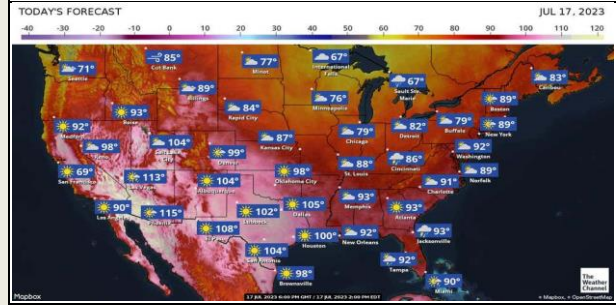 TODAY'S FORECAST
JUL 17, 2023
-40 -30 -20 -10 0 10 20 30 40 50 60 70 80 90 100 110 120
85°
Cut Bank
77°
Minot
67°
International
Falls
71°
Seattle
67°
Sault Ste
Marie
83°
Caribou
89°
Billings
76°
Minneapolis
93°
Boise
84°
Rapid City
89°
Boston
79°
Buffalo
92°
82°
Detroit
89°
New York
79°
Chicago
98°
Reno
104°
87°
Kansas City
92°
Washington
99°
Denver
88°
St. Louis
86°
Cincinnati
69°
San Francisco
113°
Las Vegas
104°
Albuquerque
98°
Oklahoma City
91°
Charlotte
89°
Norfolk
93°
Memphis
93°
Atlanta
90°
Los Angeles
115°
Phoenix
102°
Lubbock
105°
Dallas
108°
El Paso
100°
Houston
92°
New Orleans
93°
Jacksonville
104°
San Antonio
92°
Tampa
98°
Brownsville
90°
Miami
The
Weather
Channel
Mapbox
17 JUL 2023 6:00 PM GMT / 17 JUL 2023 2:00 PM EDT